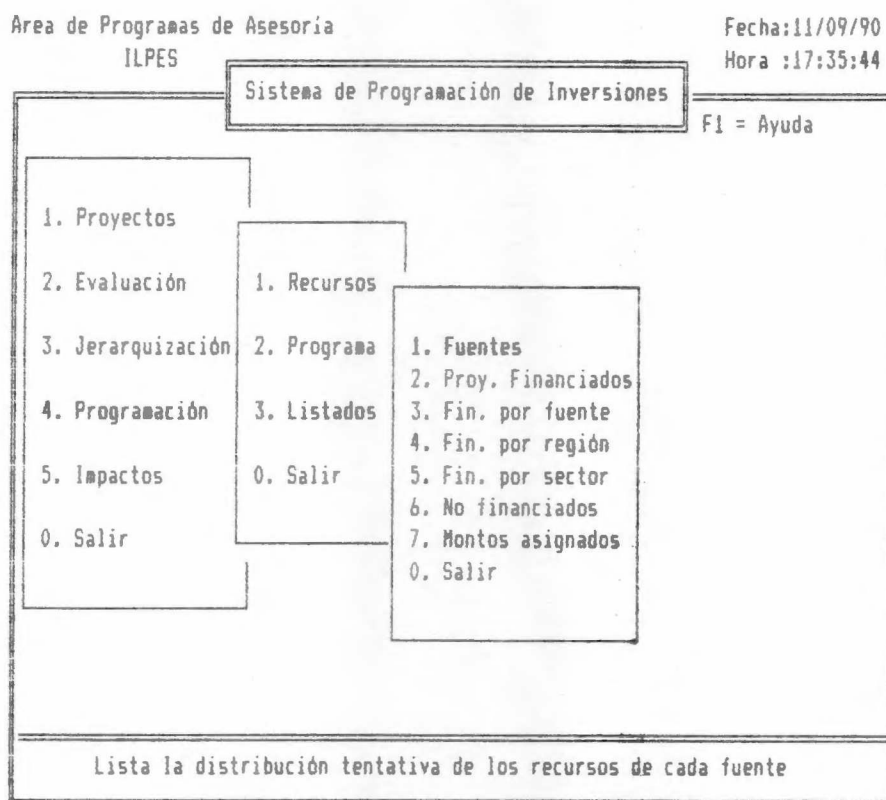 Area de Programas de Asesoría
ILPES
Fecha:11/09/90
Hora :17:35:44
Sistema de Programación de Inversiones
F1 = Ayuda
1. Proyectos
2. Evaluación
3. Jerarquización
4. Programación
5. Impactos
0. Salir
1. Recursos
2. Programa
3. Listados
0. Salir
1. Fuentes
2. Proy. Financiados
3. Fin. por fuente
4. Fin. por región
5. Fin. por sector
6. No financiados
7. Montos asignados
0. Salir
Lista la distribución tentativa de los recursos de cada fuente